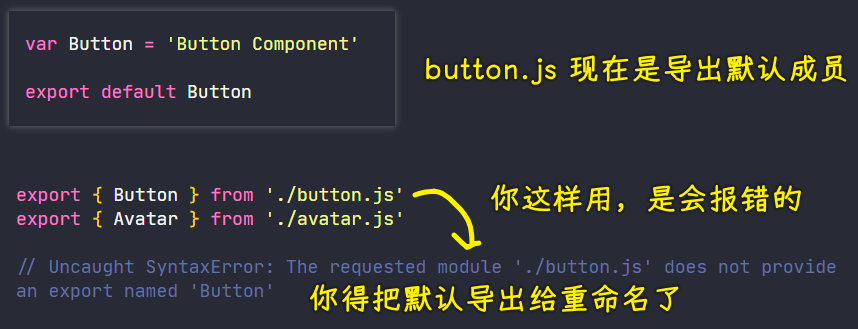 var Button = 'Button Component'
export default Button
button.js 现在是导出默认成员
export { Button } from './button.js'
export { Avatar } from './avatar.js'
你这样用，是会报错的
// Uncaught SyntaxError: The requested module './button.js' does not provide
an export named 'Button'
你得把默认导出给重命名了